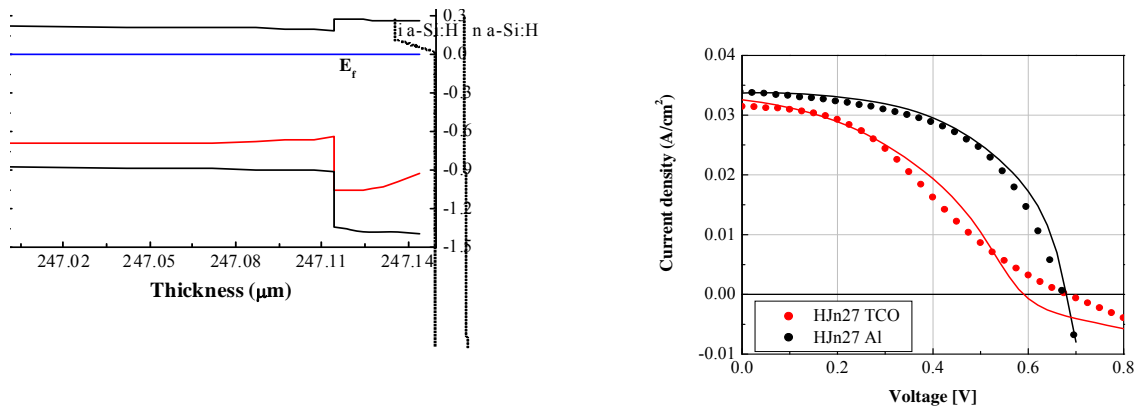 0.3
i a-Si:H n a-Si:H
0.0
E_f
-0.3
-0.6
-0.9
-1.2
-1.5
247.02 247.05 247.08 247.11 247.14
Thickness (μm)
0.04
0.03
0.02
0.01
0.00
-0.01
Current density (A/cm²)
HJn27 TCO
HJn27 Al
0.0 0.2 0.4 0.6 0.8
Voltage [V]